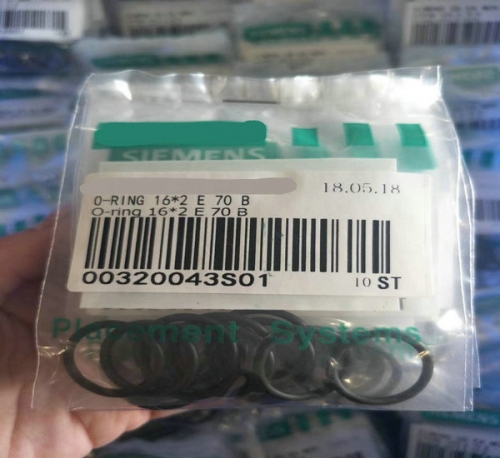 SIEMENS
18.05.18
O-RING 16*2 E 70 B
O-ring 16*2 E 70 B
00320043S01
10 ST
Placement Systems